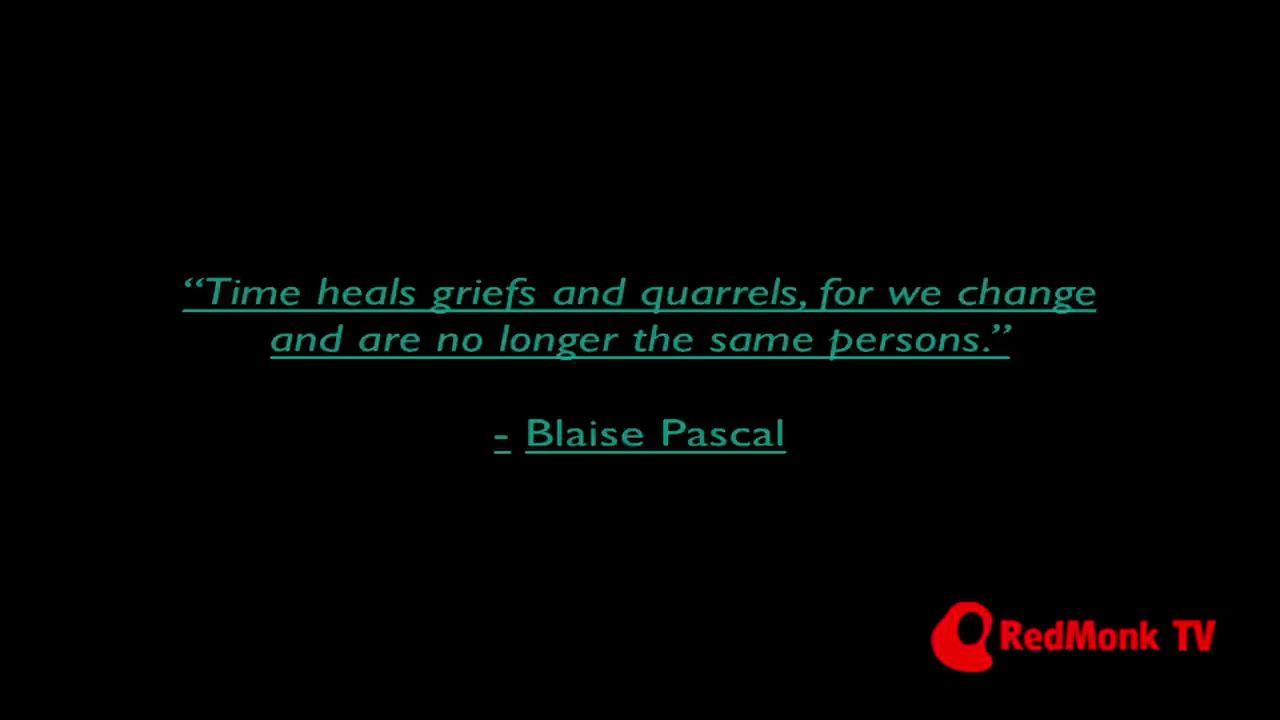 “Time heals griefs and quarrels, for we change
and are no longer the same persons.”
- Blaise Pascal
RedMonk TV